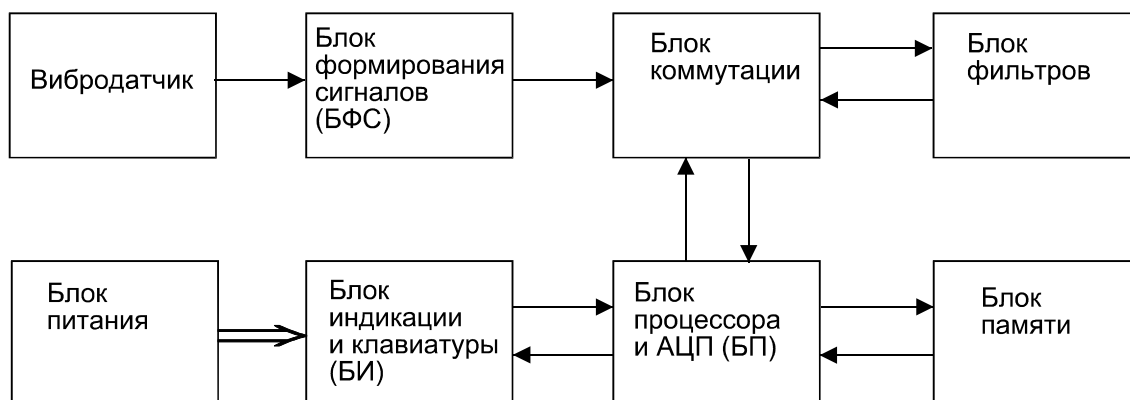 Вибродатчик
Блок
формирования
сигналов
(БФС)
Блок
коммутации
Блок
фильтров
Блок
питания
Блок
индикации
и клавиатуры
(БИ)
Блок
процессора
и АЦП (БП)
Блок
памяти